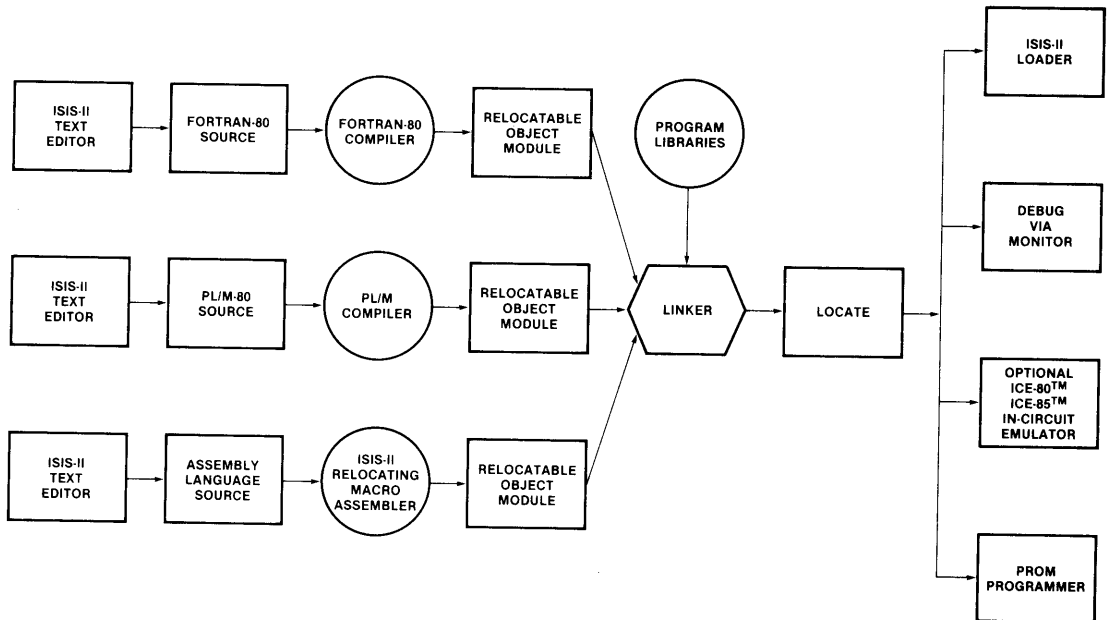 ISIS-II
TEXT
EDITOR
FORTRAN-80
SOURCE
FORTRAN-80
COMPILER
RELOCATABLE
OBJECT
MODULE
PROGRAM
LIBRARIES
ISIS-II
TEXT
EDITOR
PL/M-80
SOURCE
PL/M
COMPILER
RELOCATABLE
OBJECT
MODULE
LINKER
LOCATE
ISIS-II
TEXT
EDITOR
ASSEMBLY
LANGUAGE
SOURCE
ISIS-II
RELOCATING
MACRO
ASSEMBLER
RELOCATABLE
OBJECT
MODULE
ISIS-II
LOADER
DEBUG
VIA
MONITOR
OPTIONAL
ICE-80™
ICE-85™
IN-CIRCUIT
EMULATOR
PROM
PROGRAMMER